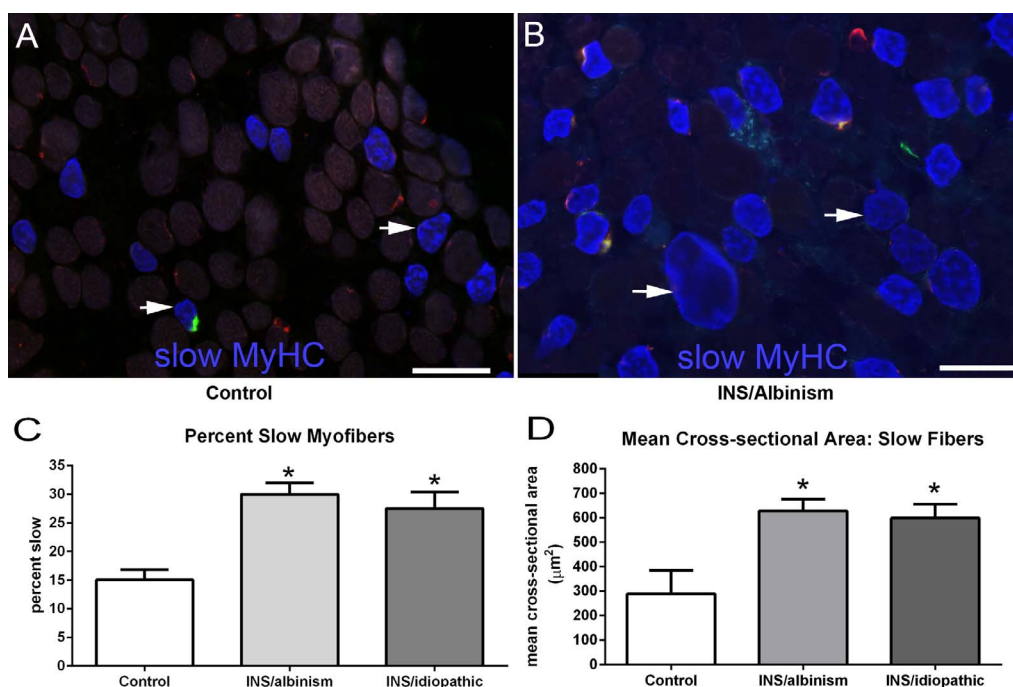 A
B
slow MyHC
slow MyHC
Control
INS/Albinism
C
Percent Slow Myofibers
percent slow
35
30
25
20
15
10
5
0
Control
INS/albinism
INS/idiopathic
*
*
D
Mean Cross-sectional Area: Slow Fibers
mean cross-sectional area
(μm²)
800
700
600
500
400
300
200
100
0
Control
INS/albinism
INS/idiopathic
*
*